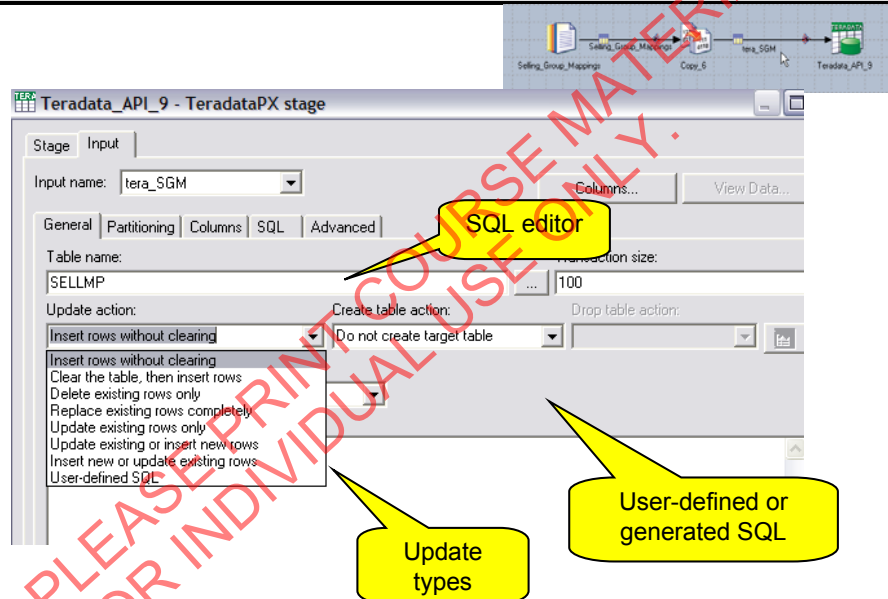 Selling_Group_Mappings
Selling_Group_Mappings
Copy_6
tera_SGM
TERADATA
Teradata_API_9
TERA
Teradata_API_9 - TeradataPX stage
Stage
Input
Input name:
tera_SGM
Columns...
View Data...
General
Partitioning
Columns
SQL
Advanced
SQL editor
Table name:
Transaction size:
SELLMP
...
100
Update action:
Create table action:
Drop table action:
Insert rows without clearing
Do not create target table
Insert rows without clearing
Clear the table, then insert rows
Delete existing rows only
Replace existing rows completely
Update existing rows only
Update existing or insert new rows
Insert new or update existing rows
User-defined SQL
User-defined or
generated SQL
Update
types
PLEASE PRINT COURSE MATERI
FOR INDIVIDUAL USE ONLY.